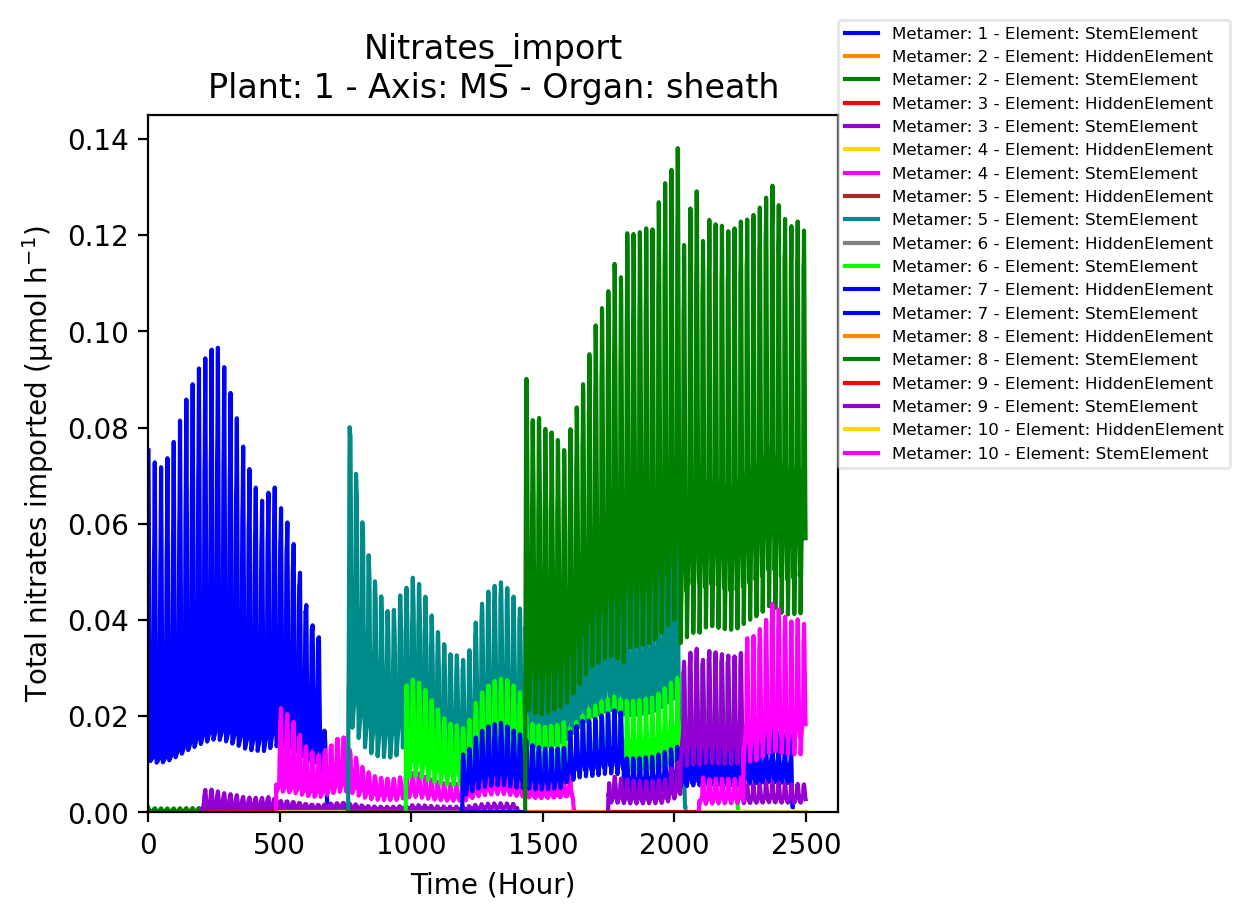 Nitrates_import
Plant: 1 - Axis: MS - Organ: sheath
Total nitrates imported (µmol h⁻¹)
0.14
0.12
0.10
0.08
0.06
0.04
0.02
0.00
0 500 1000 1500 2000 2500
Time (Hour)
Metamer: 1 - Element: StemElement
Metamer: 2 - Element: HiddenElement
Metamer: 2 - Element: StemElement
Metamer: 3 - Element: HiddenElement
Metamer: 3 - Element: StemElement
Metamer: 4 - Element: HiddenElement
Metamer: 4 - Element: StemElement
Metamer: 5 - Element: HiddenElement
Metamer: 5 - Element: StemElement
Metamer: 6 - Element: HiddenElement
Metamer: 6 - Element: StemElement
Metamer: 7 - Element: HiddenElement
Metamer: 7 - Element: StemElement
Metamer: 8 - Element: HiddenElement
Metamer: 8 - Element: StemElement
Metamer: 9 - Element: HiddenElement
Metamer: 9 - Element: StemElement
Metamer: 10 - Element: HiddenElement
Metamer: 10 - Element: StemElement